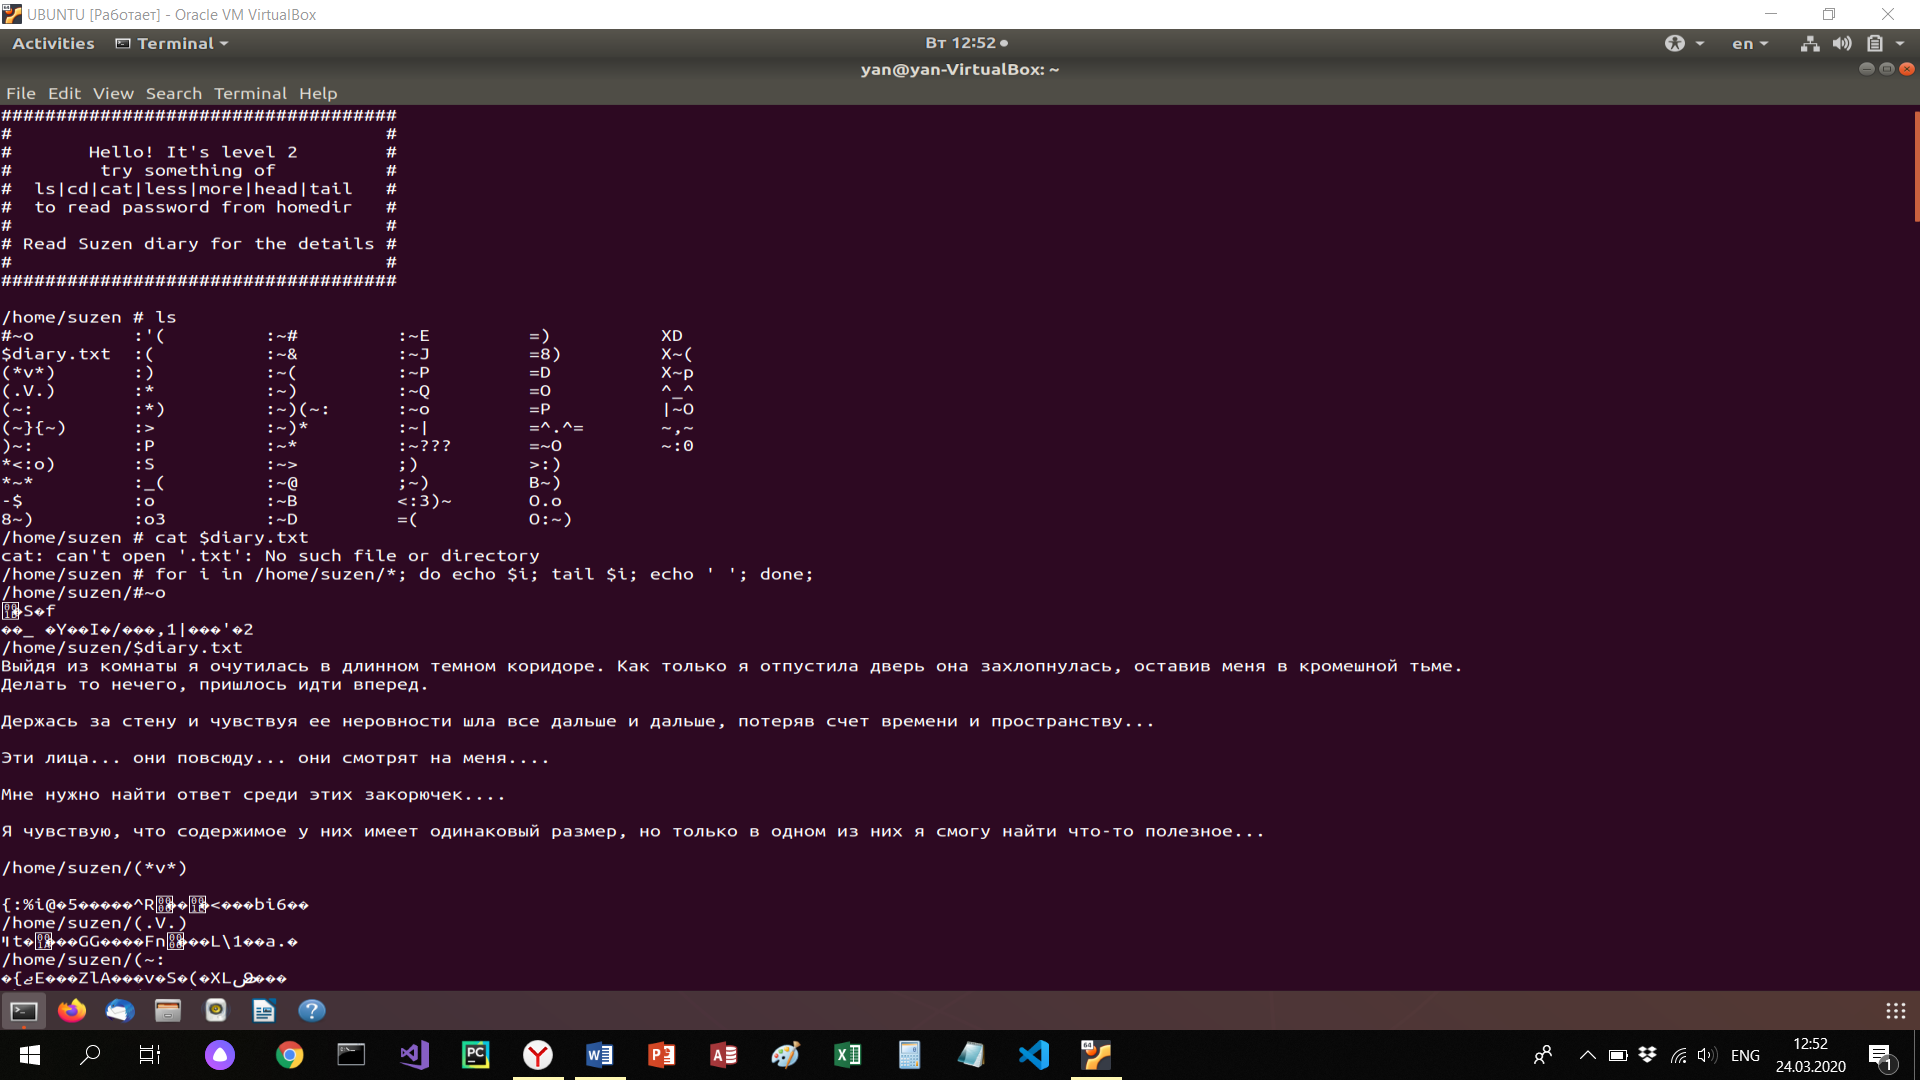 UBUNTU [Работает] - Oracle VM VirtualBox
Activities Terminal Вт 12:52 en
yan@yan-VirtualBox: ~
File Edit View Search Terminal Help
####################################
# #
# Hello! It's level 2 #
# try something of #
# ls|cd|cat|less|more|head|tail #
# to read password from homedir #
# #
# Read Suzen diary for the details #
# #
####################################
/home/suzen # ls
#~o :'( :~# :~E =) XD
$diary.txt :( :~& :~J =8) X~(
(*v*) :) :~( :~P =D X~p
(.V.) :* :~) :~Q =O ^_^
(~: :*) :~)(~: :~o =P |~O
(~}{~) :> :~)* :~| =^.^= ~,~
)~: :P :~* :~??? =~O ~:0
*<:o) :S :~> ;) >:)
*~* :_( :~@ ;~) B~)
-$ :o :~B <:3)~ O.o
8~) :o3 :~D =( O:~)
/home/suzen # cat $diary.txt
cat: can't open '.txt': No such file or directory
/home/suzen # for i in /home/suzen/*; do echo $i; tail $i; echo ' '; done;
/home/suzen/#~o
�S�f
��_ �Y��I�/���,1|���'�2
/home/suzen/$diary.txt
Выйдя из комнаты я очутилась в длинном темном коридоре. Как только я отпустила дверь она захлопнулась, оставив меня в кромешной тьме.
Делать то нечего, пришлось идти вперед.
Держась за стену и чувствуя ее неровности шла все дальше и дальше, потеряв счет времени и пространству...
Эти лица... они повсюду... они смотрят на меня....
Мне нужно найти ответ среди этих закорючек....
Я чувствую, что содержимое у них имеет одинаковый размер, но только в одном из них я смогу найти что-то полезное...
/home/suzen/(*v*)
{:%i@�5�����^R��<���bi6��
/home/suzen/(.V.)
t����GG����Fn���L\1��a.�
/home/suzen/(~:
�{E���ZlA���v�S�(�XL���
ENG
12:52
24.03.2020
1